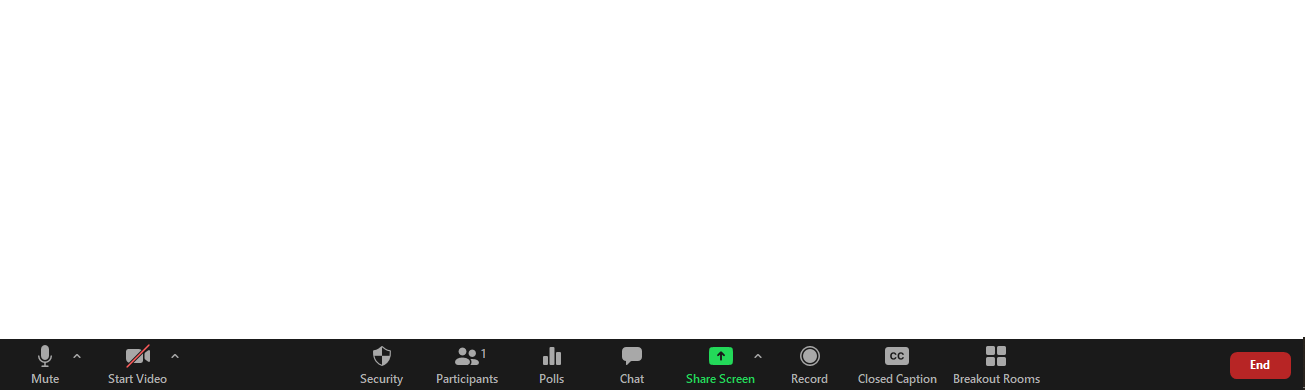 Mute
Start Video
Security
1
Participants
Polls
Chat
Share Screen
Record
CC
Closed Caption
Breakout Rooms
End